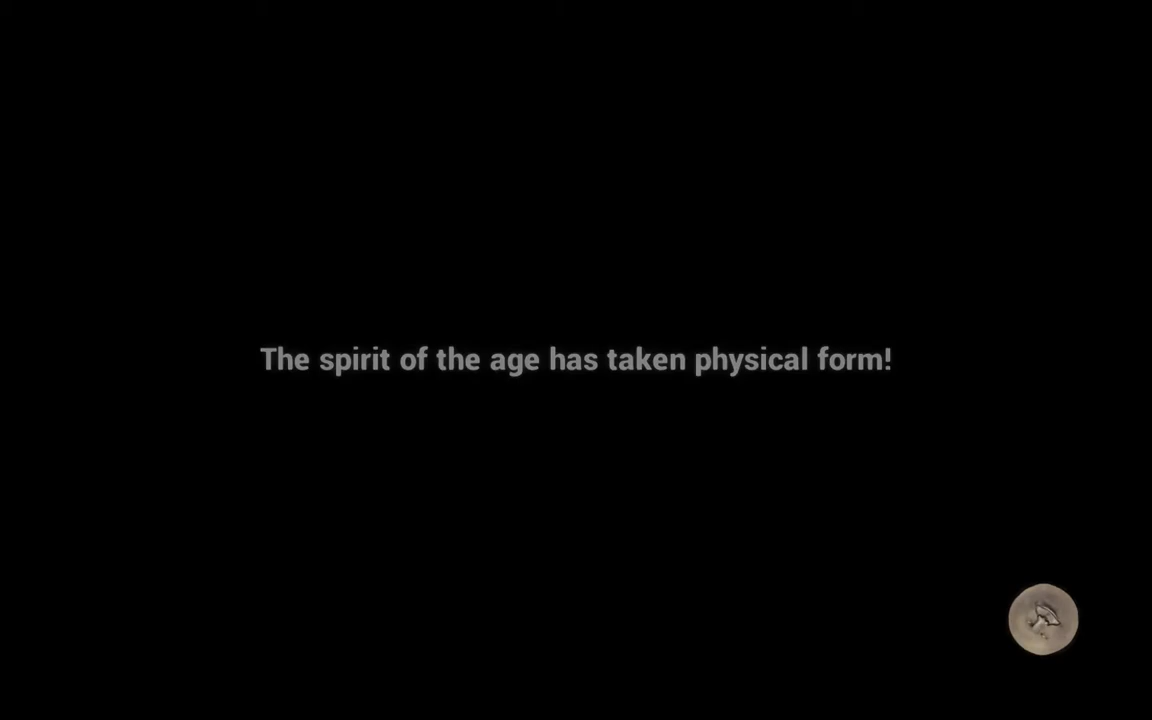 The spirit of the age has taken physical form!